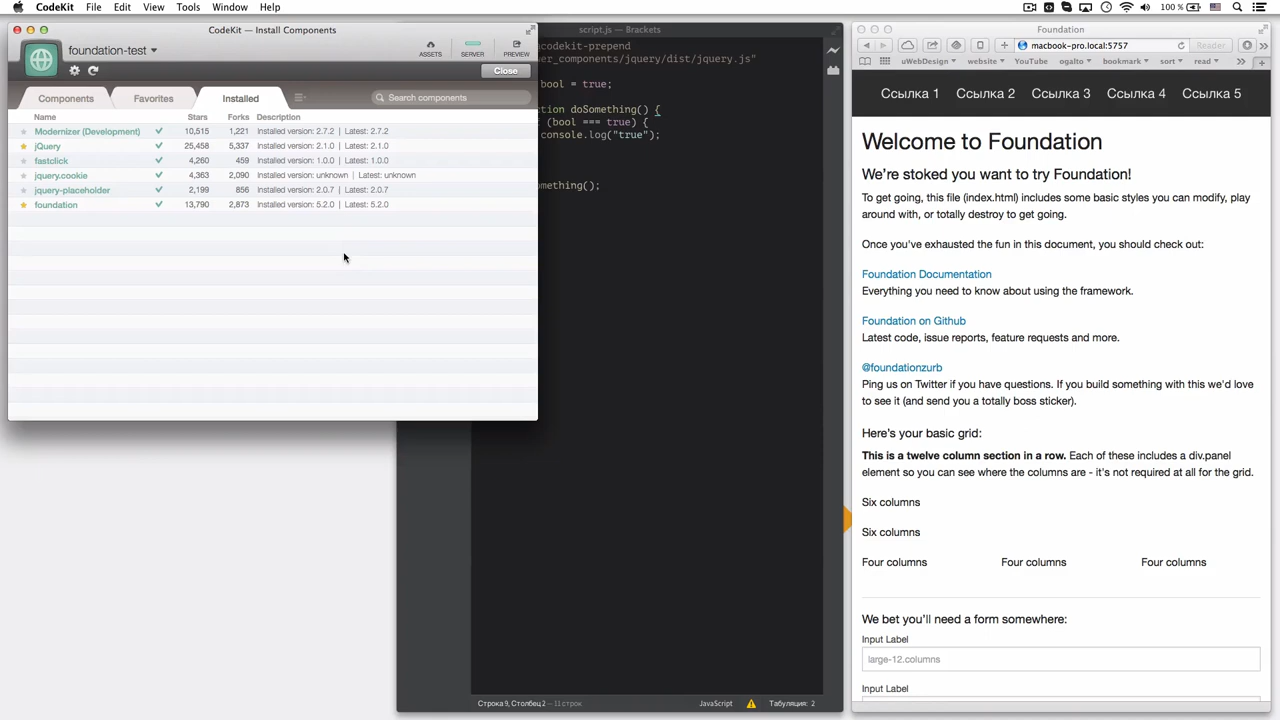 CodeKit File Edit View Tools Window Help
100 %
CodeKit — Install Components
foundation-test
ASSETS SERVER PREVIEW
Close
Components Favorites Installed
Search components
Name Stars Forks Description
Modernizer (Development) 10,515 1,221 Installed version: 2.7.2 | Latest: 2.7.2
jQuery 25,458 5,337 Installed version: 2.1.0 | Latest: 2.1.0
fastclick 4,260 459 Installed version: 1.0.0 | Latest: 1.0.0
jquery.cookie 4,363 2,090 Installed version: unknown | Latest: unknown
jquery-placeholder 2,199 856 Installed version: 2.0.7 | Latest: 2.0.7
foundation 13,790 2,873 Installed version: 5.2.0 | Latest: 5.2.0
script.js — Brackets
codekit-prepend
er_components/jquery/dist/jquery.js"
bool = true;
ction doSomething() {
(bool === true) {
console.log("true");
mething();
Строка 9, Столбец 2 — 11 строк
JavaScript
Табуляция: 2
Foundation
macbook-pro.local:5757
Reader
uWebDesign website YouTube ogalto bookmark sort read
Ссылка 1 Ссылка 2 Ссылка 3 Ссылка 4 Ссылка 5
Welcome to Foundation
We're stoked you want to try Foundation!
To get going, this file (index.html) includes some basic styles you can modify, play
around with, or totally destroy to get going.
Once you've exhausted the fun in this document, you should check out:
Foundation Documentation
Everything you need to know about using the framework.
Foundation on Github
Latest code, issue reports, feature requests and more.
@foundationzurb
Ping us on Twitter if you have questions. If you build something with this we'd love
to see it (and send you a totally boss sticker).
Here's your basic grid:
This is a twelve column section in a row. Each of these includes a div.panel
element so you can see where the columns are - it's not required at all for the grid.
Six columns
Six columns
Four columns Four columns Four columns
We bet you'll need a form somewhere:
Input Label
large-12.columns
Input Label